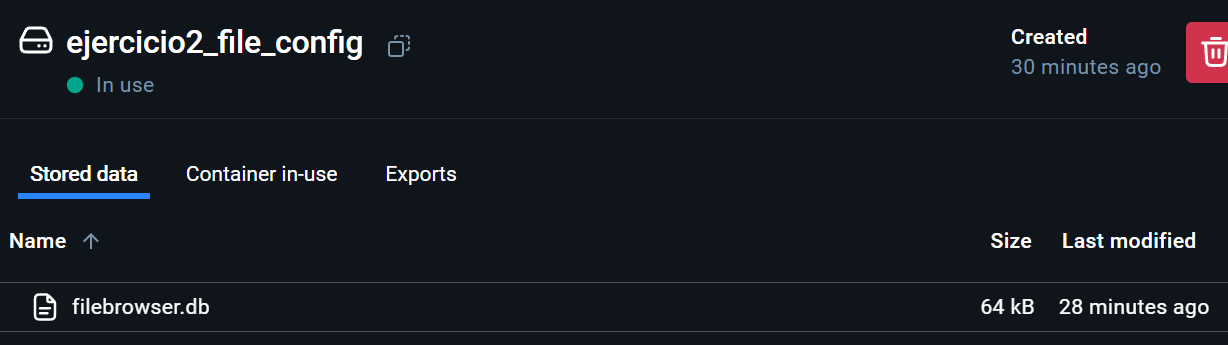 ejercicio2_file_config
In use
Created
30 minutes ago
Stored data Container in-use Exports
Name Size Last modified
filebrowser.db 64 kB 28 minutes ago